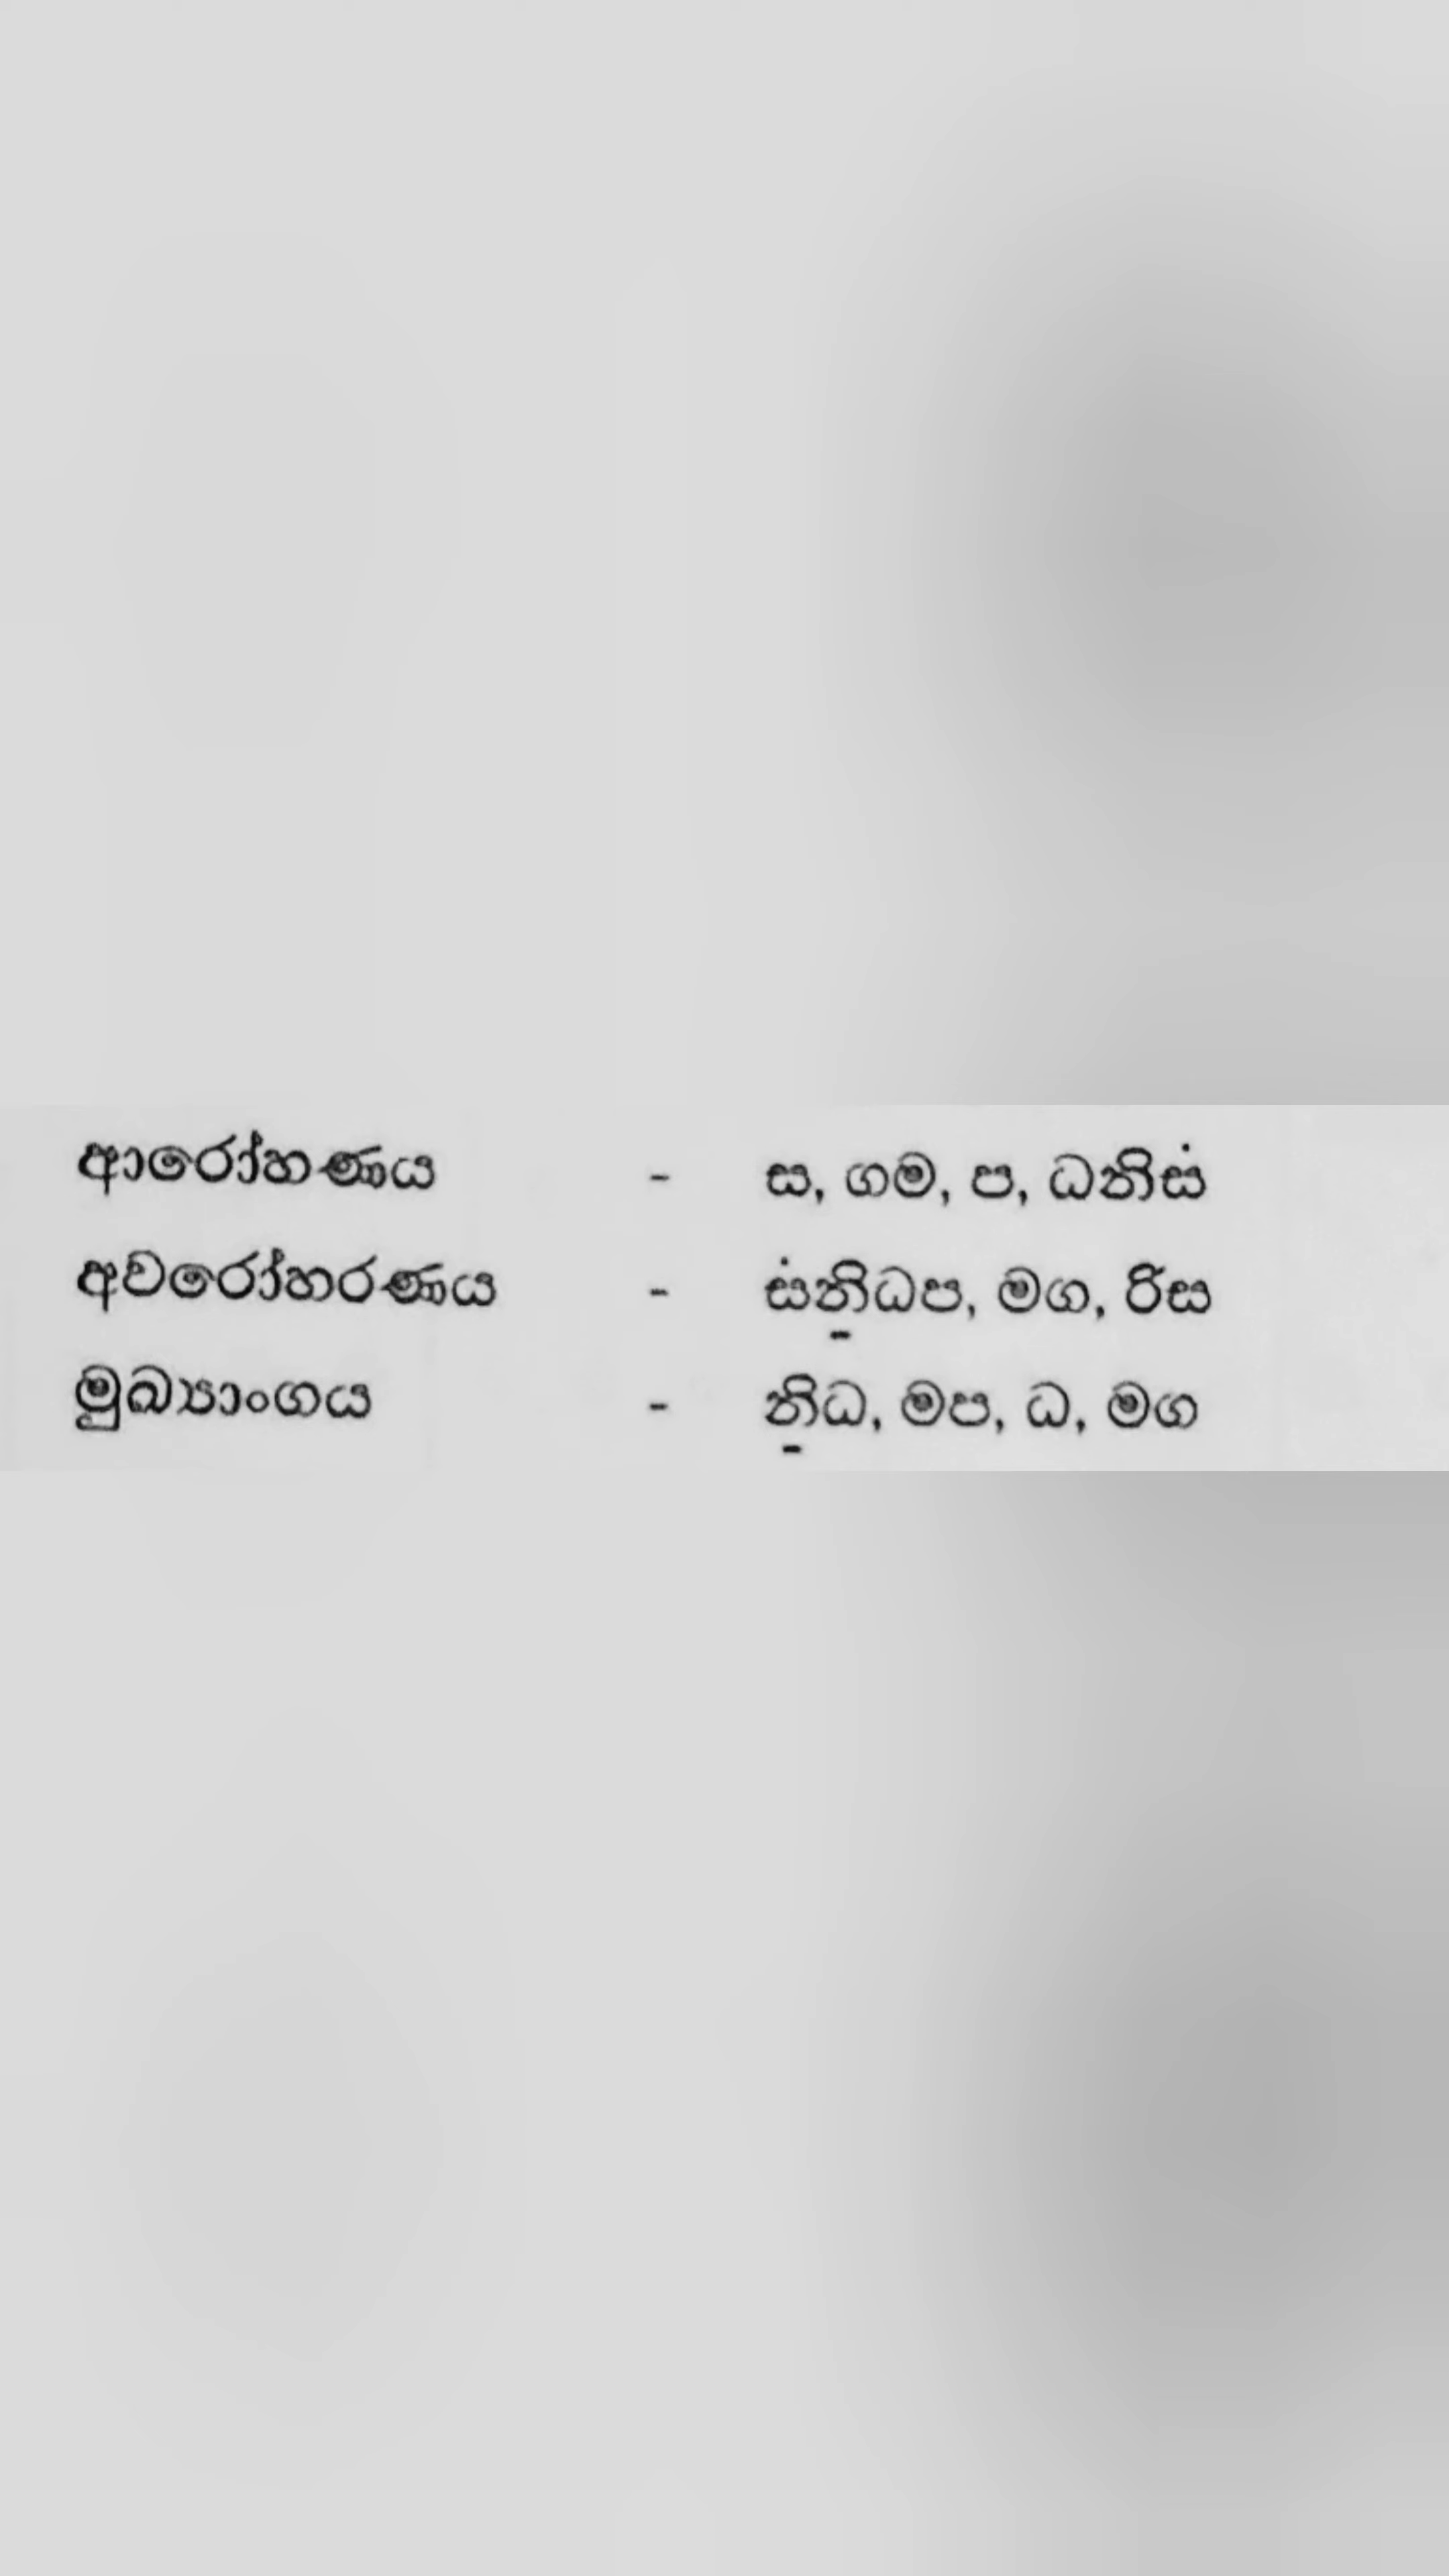 ආරෝහණය - ස, ගම, ප, ධනිස̇
අවරෝහරණය - ස̇නි̱ධප, මග, රිස
මුඛ්‍යාංගය - නි̱ධ, මප, ධ, මග